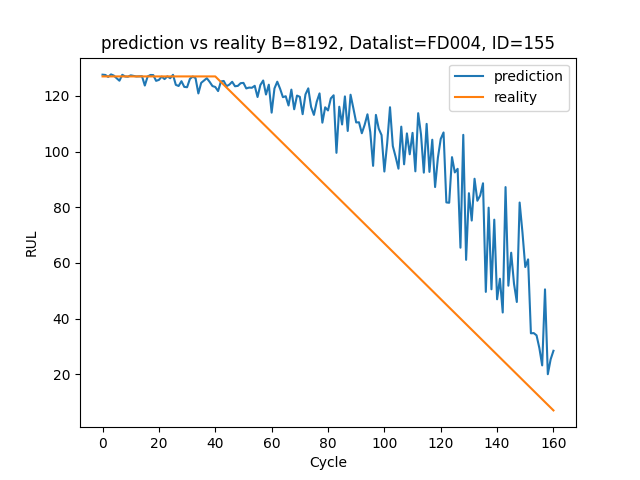 prediction vs reality B=8192, Datalist=FD004, ID=155
prediction
reality
RUL
120
100
80
60
40
20
0 20 40 60 80 100 120 140 160
Cycle